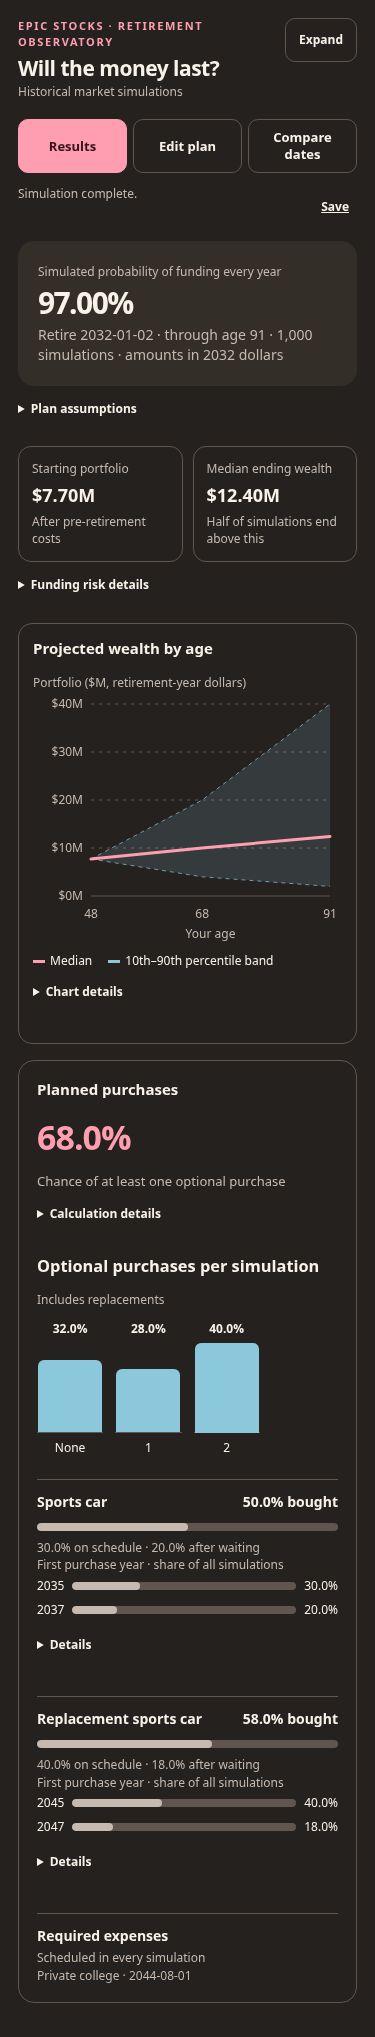 EPIC STOCKS · RETIREMENT
OBSERVATORY
Will the money last?
Historical market simulations
Expand
Results
Edit plan
Compare
dates
Simulation complete.
Save
Simulated probability of funding every year
97.00%
Retire 2032-01-02 · through age 91 · 1,000
simulations · amounts in 2032 dollars
Plan assumptions
Starting portfolio
$7.70M
After pre-retirement
costs
Median ending wealth
$12.40M
Half of simulations end
above this
Funding risk details
Projected wealth by age
Portfolio ($M, retirement-year dollars)
$40M
$30M
$20M
$10M
$0M
48
68
91
Your age
Median
10th–90th percentile band
Chart details
Planned purchases
68.0%
Chance of at least one optional purchase
Calculation details
Optional purchases per simulation
Includes replacements
32.0%
28.0%
40.0%
None
1
2
Sports car
50.0% bought
30.0% on schedule · 20.0% after waiting
First purchase year · share of all simulations
2035
30.0%
2037
20.0%
Details
Replacement sports car
58.0% bought
40.0% on schedule · 18.0% after waiting
First purchase year · share of all simulations
2045
40.0%
2047
18.0%
Details
Required expenses
Scheduled in every simulation
Private college · 2044-08-01